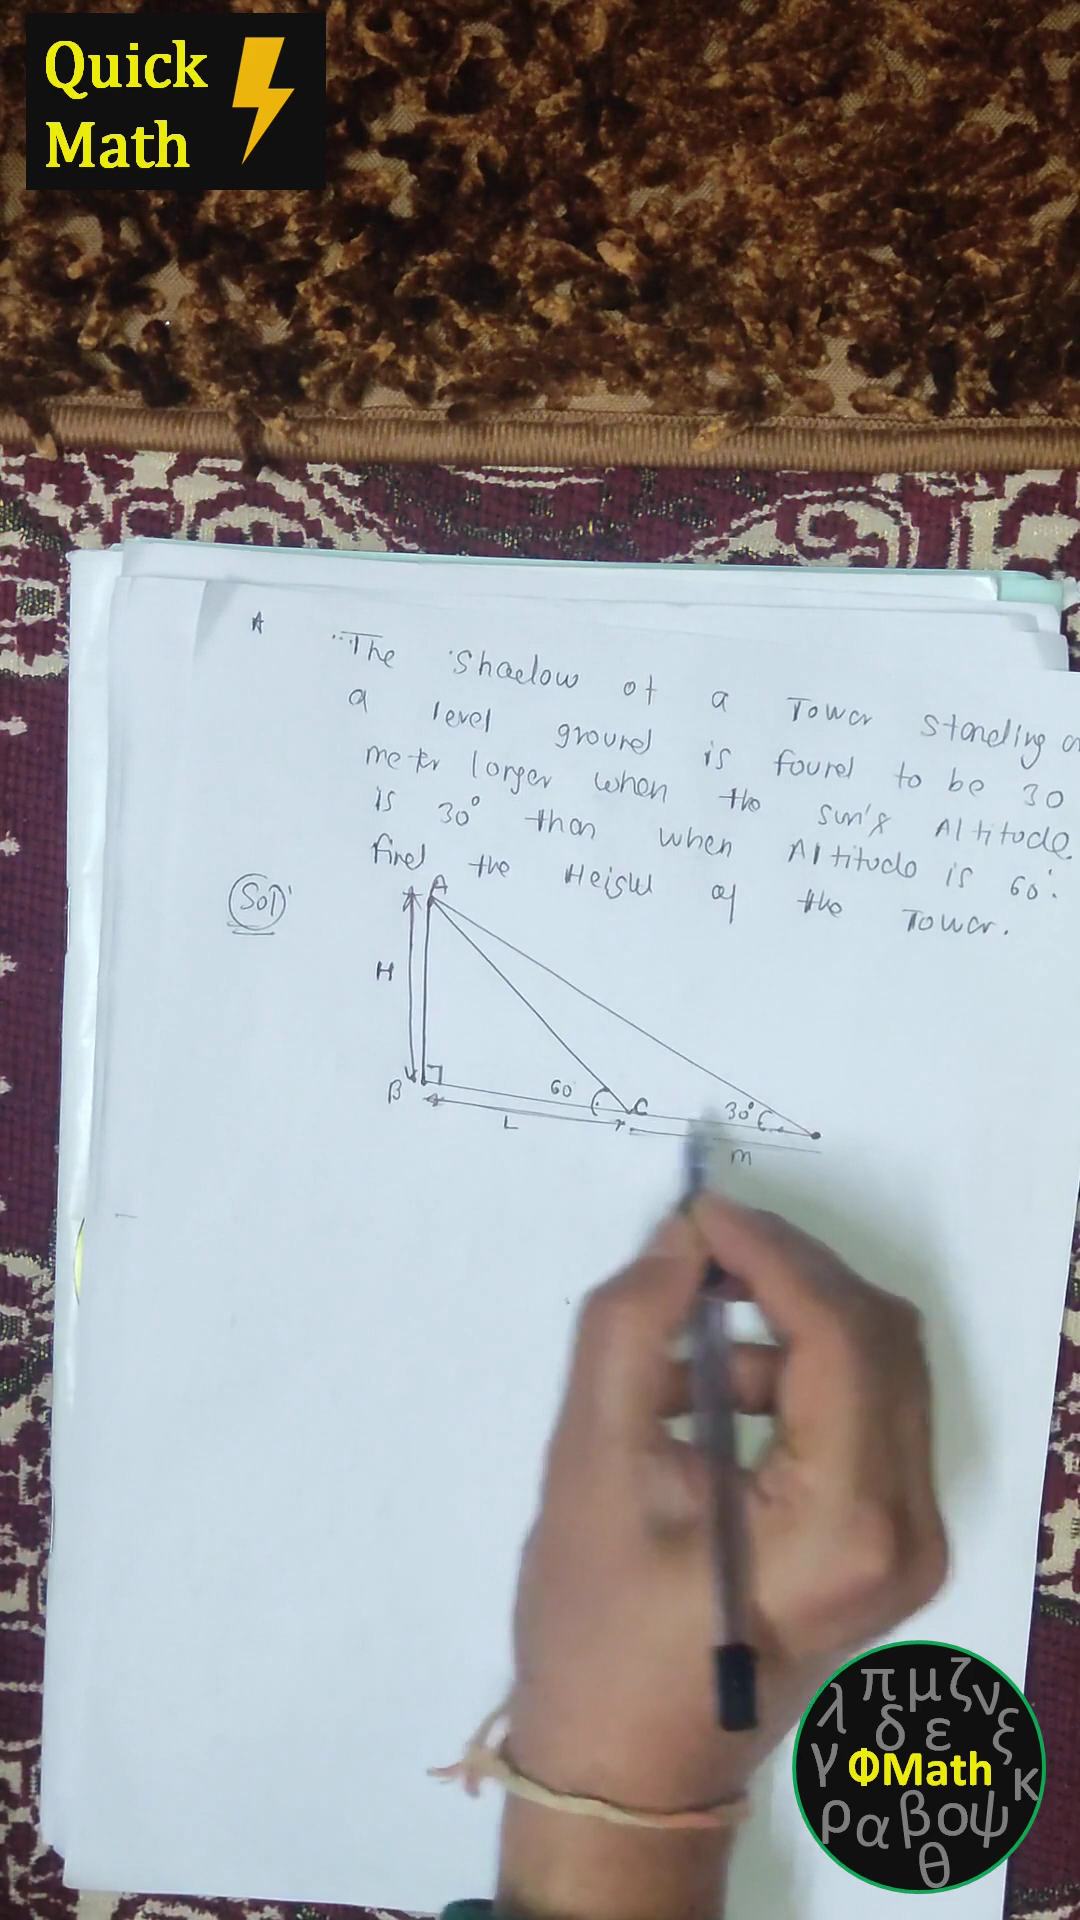 Quick
Math
A
The Shadow of a Tower standing on
a level ground is found to be 30
meter longer when the sun's Altitude
is 30° than when Altitude is 60°.
find the Height of the Tower.
Sol
A
H
B
60
C
30°
L
m
π μ ζ ν
λ δ ε ξ
γ ΦMath κ
ρ α β ο ψ
θ